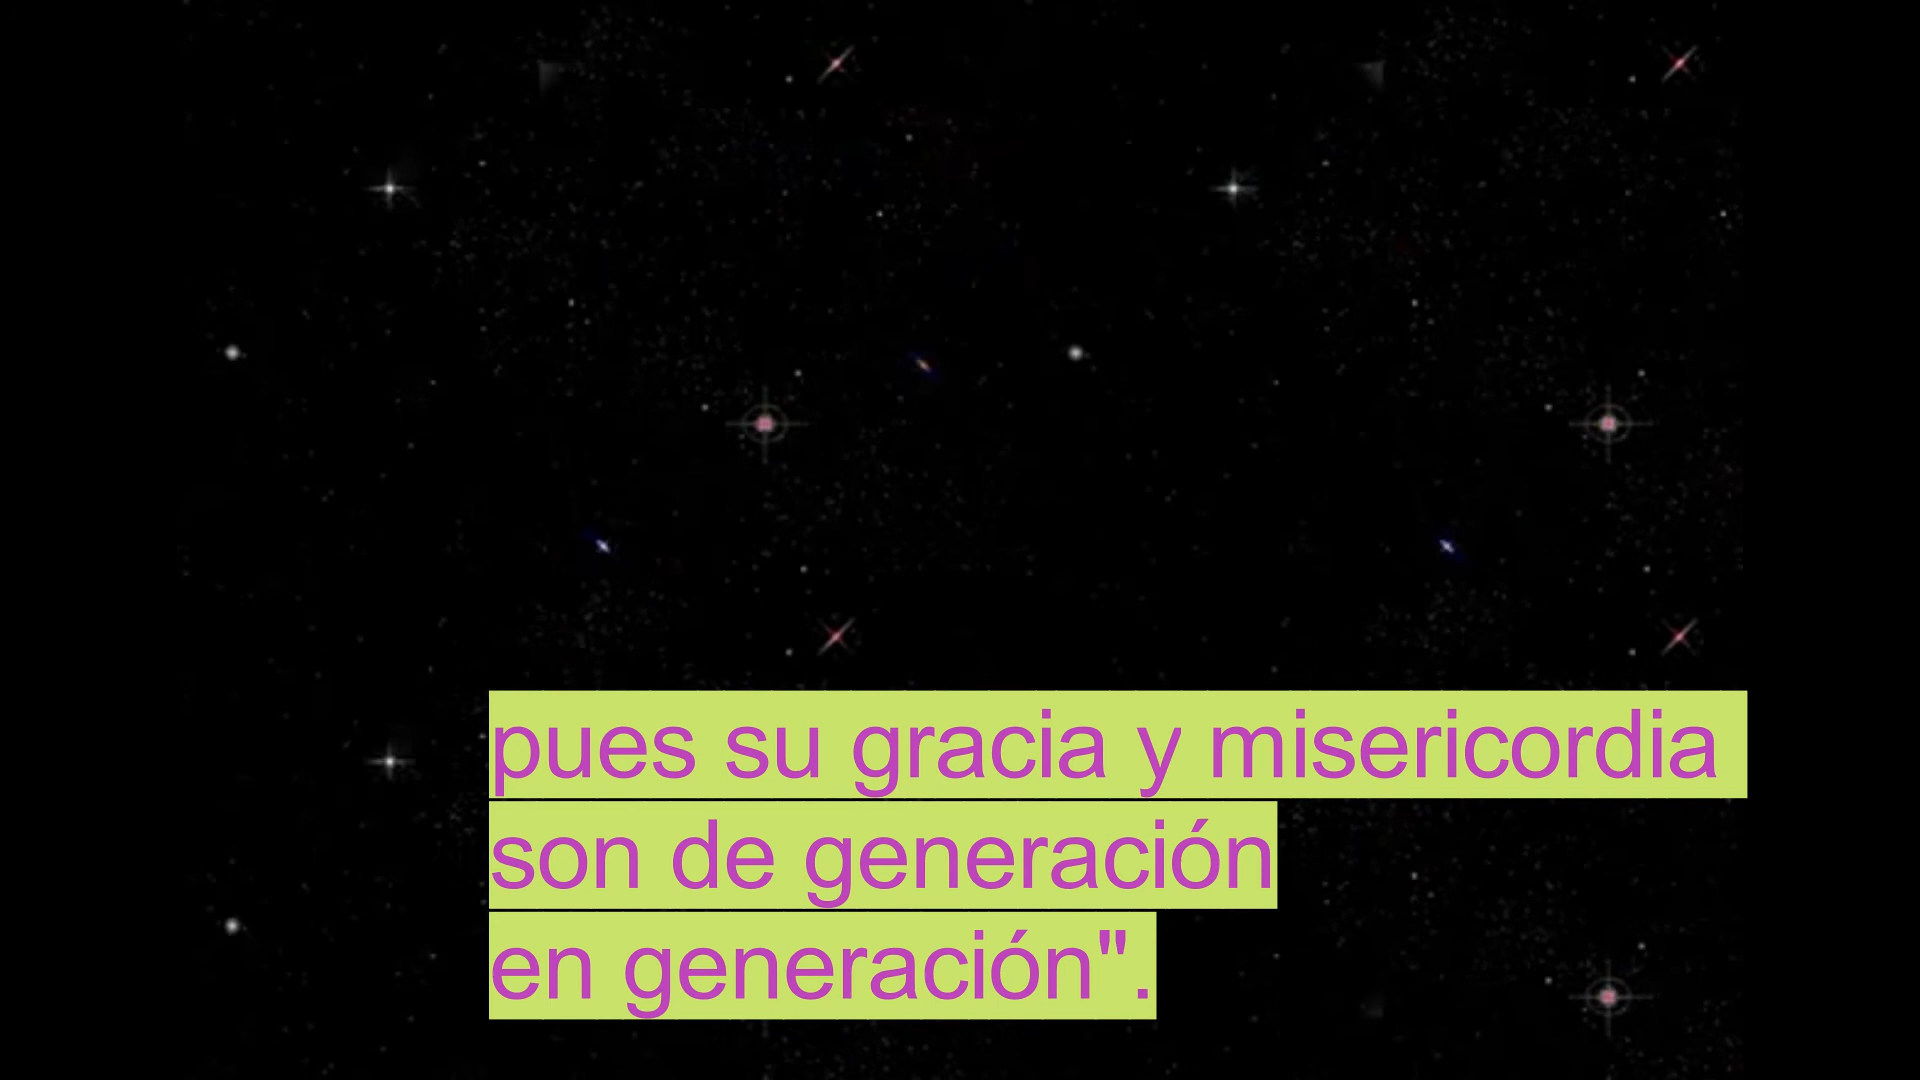 pues su gracia y misericordia
son de generación
en generación".